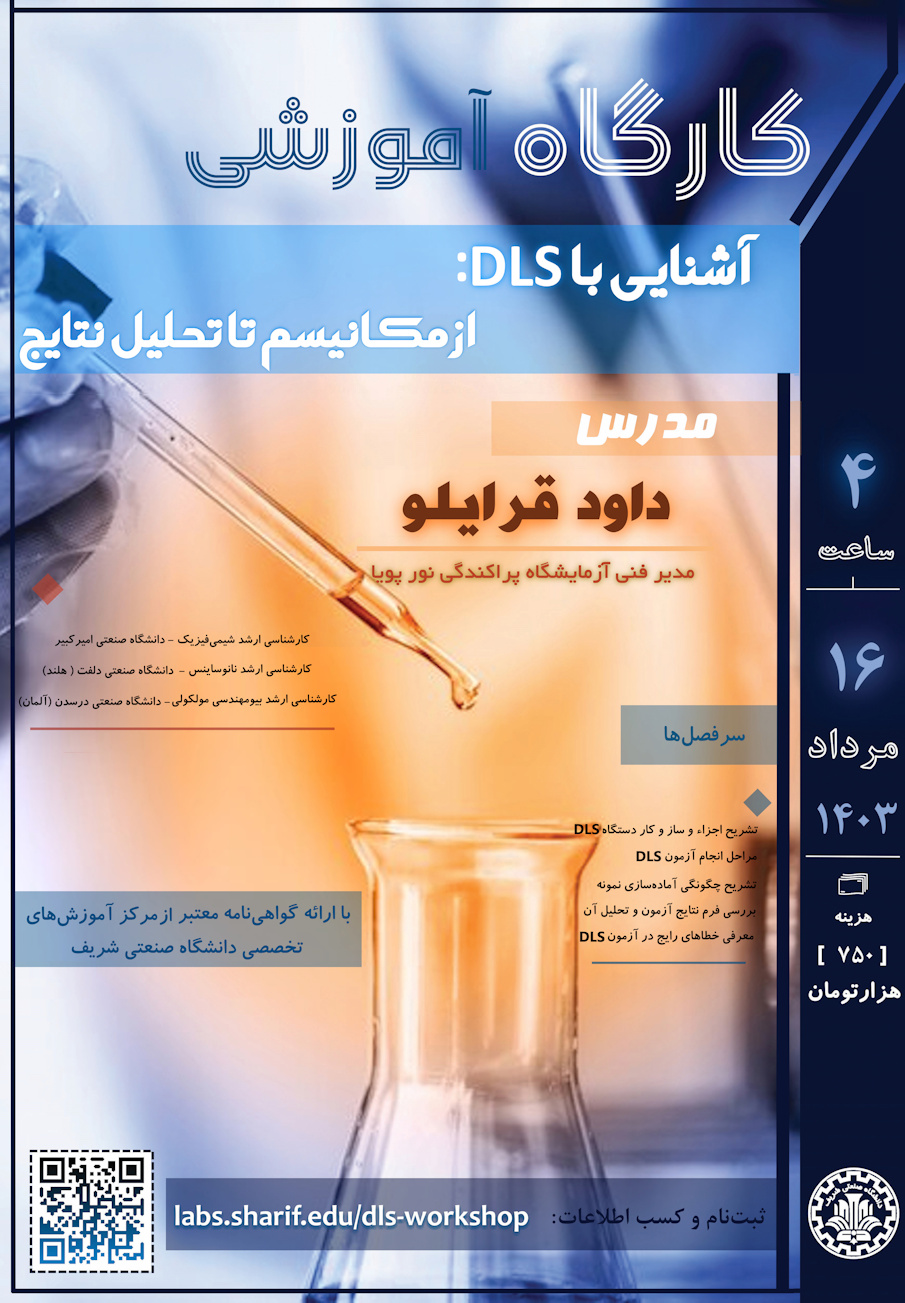 کارگاه آموزشی
آشنایی با DLS:
از مکانیسم تا تحلیل نتایج
مدرس
داود قرایلو
مدیر فنی آزمایشگاه پراکندگی نور پویا
کارشناسی ارشد شیمی‌فیزیک – دانشگاه صنعتی امیرکبیر
کارشناسی ارشد نانوساینس – دانشگاه صنعتی دلفت ( هلند)
کارشناسی ارشد بیومهندسی مولکولی – دانشگاه صنعتی درسدن (آلمان)
سرفصل‌ها
تشریح اجزاء و ساز و کار دستگاه DLS
مراحل انجام آزمون DLS
تشریح چگونگی آماده‌سازی نمونه
بررسی فرم نتایج آزمون و تحلیل آن
معرفی خطاهای رایج در آزمون DLS
با ارائه گواهی‌نامه معتبر از مرکز آموزش‌های
تخصصی دانشگاه صنعتی شریف
۴
ساعت
۱۶
مرداد
۱۴۰۳
هزینه
[ ۷۵۰ ]
هزار تومان
ثبت‌نام و کسب اطلاعات: labs.sharif.edu/dls-workshop
دانشگاه صنعتی شریف